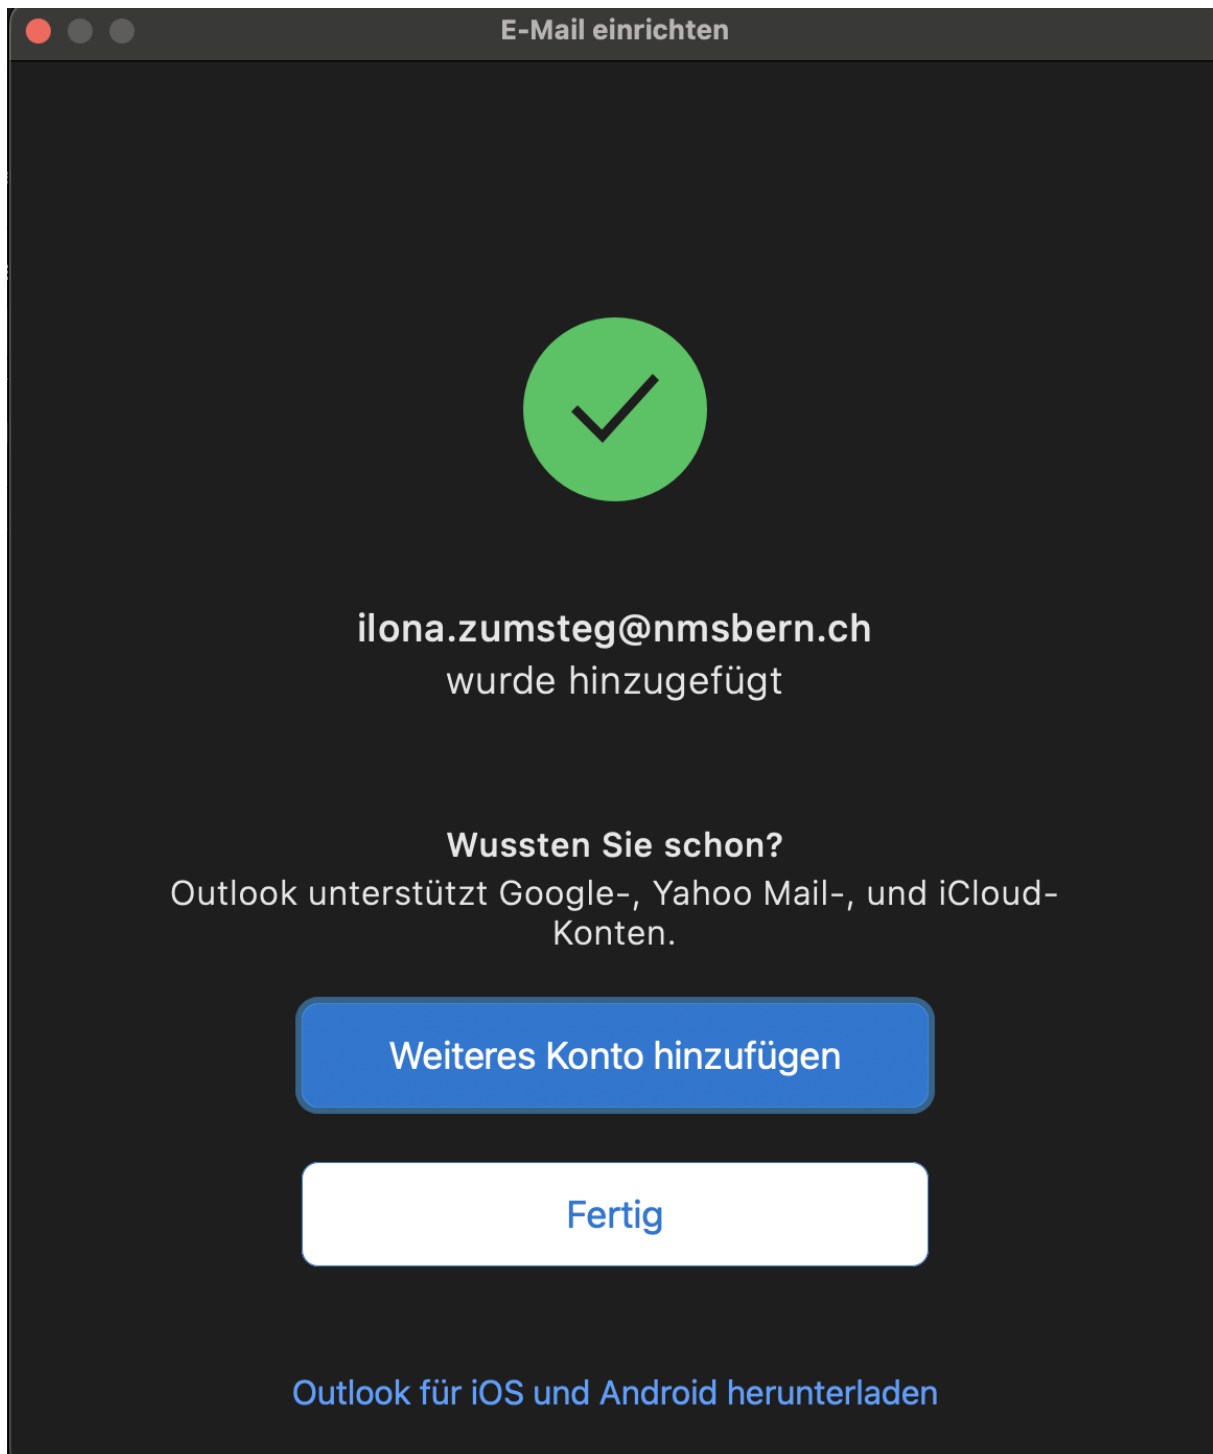 E-Mail einrichten
ilona.zumsteg@nmsbern.ch
wurde hinzugefügt
Wussten Sie schon?
Outlook unterstützt Google-, Yahoo Mail-, und iCloud-
Konten.
Weiteres Konto hinzufügen
Fertig
Outlook für iOS und Android herunterladen